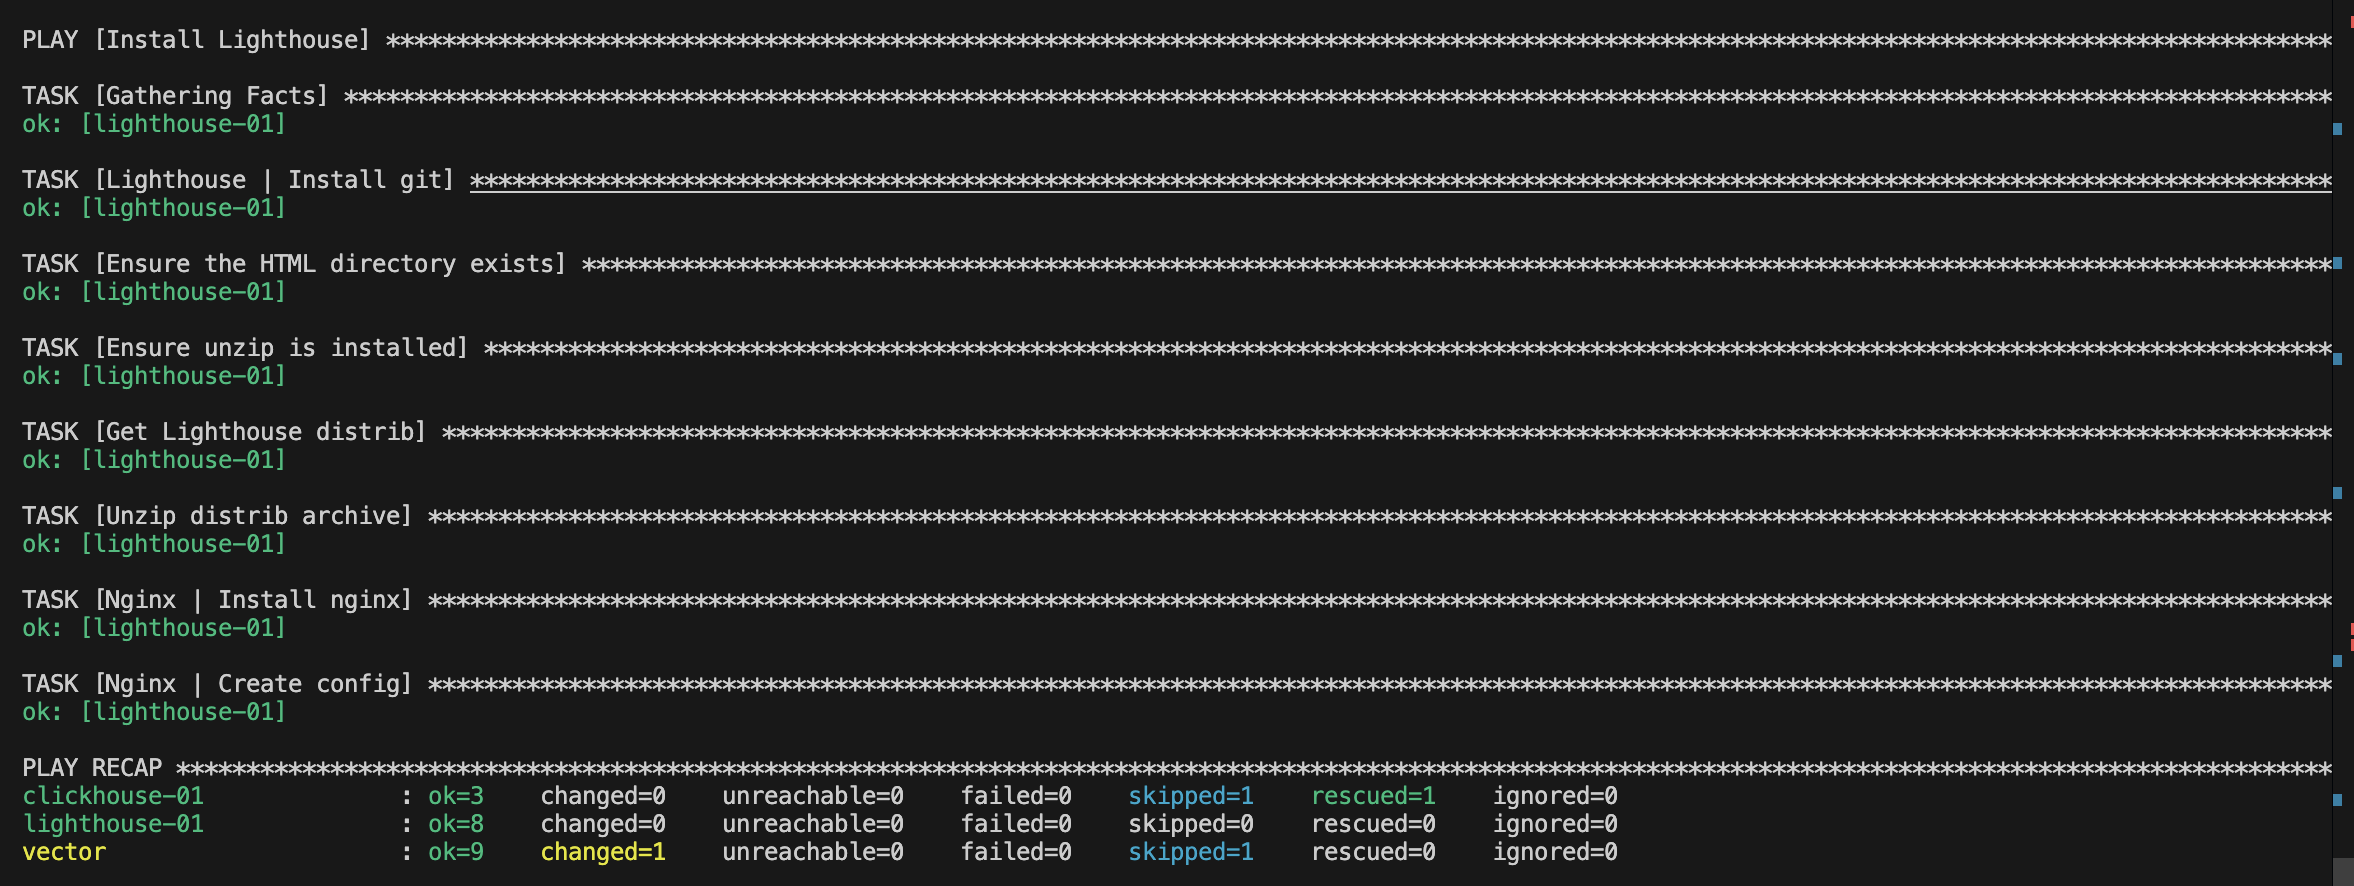 PLAY [Install Lighthouse] *******************************************************************************************************************************************
TASK [Gathering Facts] **********************************************************************************************************************************************
ok: [lighthouse-01]
TASK [Lighthouse | Install git] *************************************************************************************************************************************
ok: [lighthouse-01]
TASK [Ensure the HTML directory exists] *****************************************************************************************************************************
ok: [lighthouse-01]
TASK [Ensure unzip is installed] ************************************************************************************************************************************
ok: [lighthouse-01]
TASK [Get Lighthouse distrib] ***************************************************************************************************************************************
ok: [lighthouse-01]
TASK [Unzip distrib archive] ****************************************************************************************************************************************
ok: [lighthouse-01]
TASK [Nginx | Install nginx] ****************************************************************************************************************************************
ok: [lighthouse-01]
TASK [Nginx | Create config] ****************************************************************************************************************************************
ok: [lighthouse-01]
PLAY RECAP **********************************************************************************************************************************************************
clickhouse-01              : ok=3    changed=0    unreachable=0    failed=0    skipped=1    rescued=1    ignored=0
lighthouse-01              : ok=8    changed=0    unreachable=0    failed=0    skipped=0    rescued=0    ignored=0
vector                     : ok=9    changed=1    unreachable=0    failed=0    skipped=1    rescued=0    ignored=0